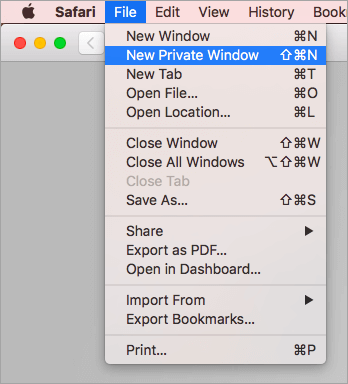 Safari File Edit View History Book
New Window ⌘N
New Private Window ⇧⌘N
New Tab ⌘T
Open File... ⌘O
Open Location... ⌘L
Close Window ⇧⌘W
Close All Windows ⌥⇧⌘W
Close Tab
Save As... ⇧⌘S
Share ▶
Export as PDF...
Open in Dashboard...
Import From ▶
Export Bookmarks...
Print... ⌘P